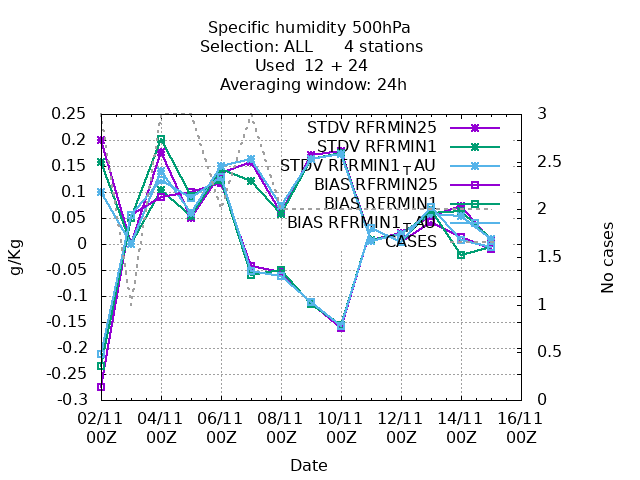 Specific humidity 500hPa
Selection: ALL 4 stations
Used 12 + 24
Averaging window: 24h
0.25
0.2
0.15
0.1
0.05
0
-0.05
-0.1
-0.15
-0.2
-0.25
-0.3
g/Kg
STDV RFRMIN25
STDV RFRMIN1
STDV RFRMIN1_AU
BIAS RFRMIN25
BIAS RFRMIN1
BIAS RFRMIN1_AU
CASES
3
2.5
2
1.5
1
0.5
0
No cases
02/11 04/11 06/11 08/11 10/11 12/11 14/11 16/11
00Z 00Z 00Z 00Z 00Z 00Z 00Z 00Z
Date